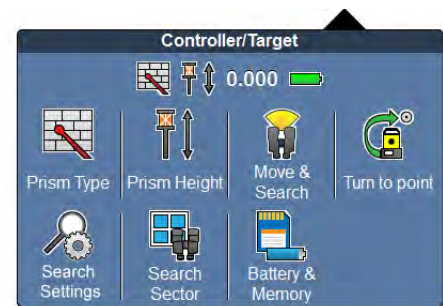 Controller/Target
0.000
Prism Type
Prism Height
Move &
Search
Turn to point
Search
Settings
Search
Sector
Battery &
Memory